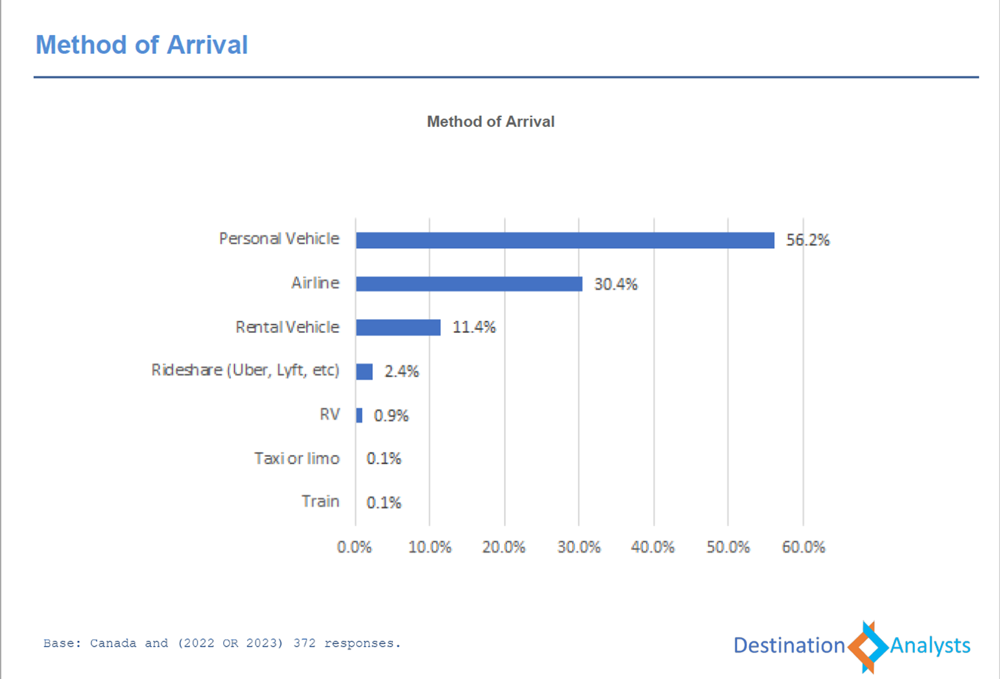 Method of Arrival
Method of Arrival
Personal Vehicle 56.2%
Airline 30.4%
Rental Vehicle 11.4%
Rideshare (Uber, Lyft, etc) 2.4%
RV 0.9%
Taxi or limo 0.1%
Train 0.1%
0.0% 10.0% 20.0% 30.0% 40.0% 50.0% 60.0%
Base: Canada and (2022 OR 2023) 372 responses.
Destination Analysts